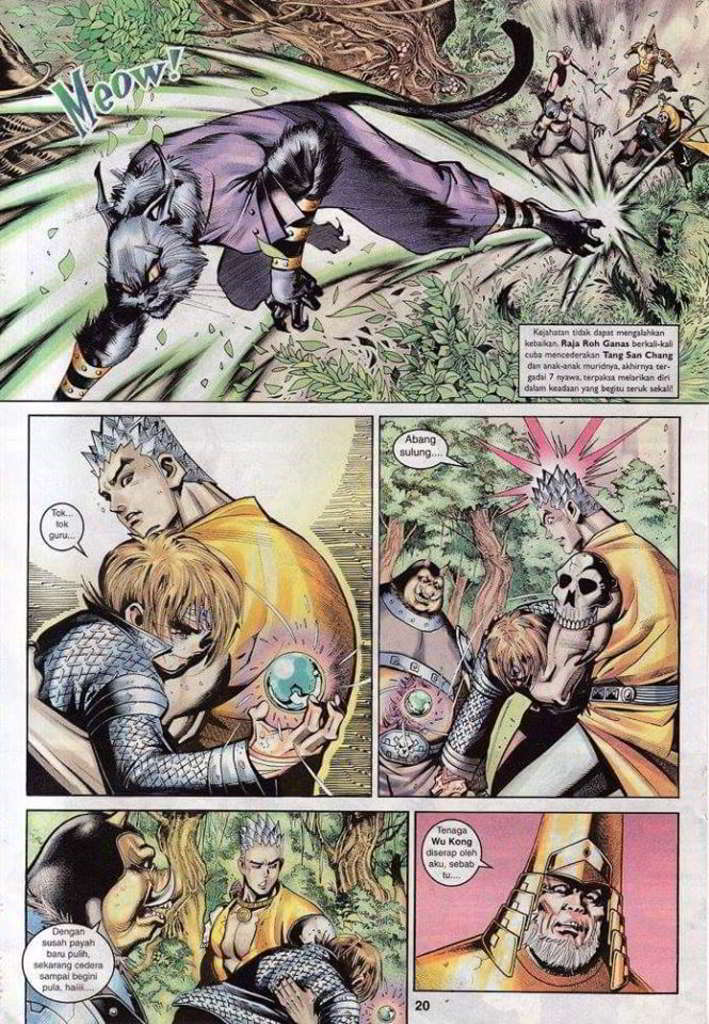 Meow!
Kejahatan tidak dapat mengalahkan
kebaikan. Raja Roh Ganas berkali-kali
cuba mencederakan Tang San Chang
dan anak-anak muridnya, akhirnya ter-
gadai 7 nyawa, terpaksa melarikan diri
dalam keadaan yang begitu teruk sekali!
Tok...
tok
guru...
Abang
sulung....
Dengan
susah payah
baru pulih,
sekarang cedera
sampai begini
pula, haiii....
Tenaga
Wu Kong
diserap oleh
aku, sebab
tu....
20